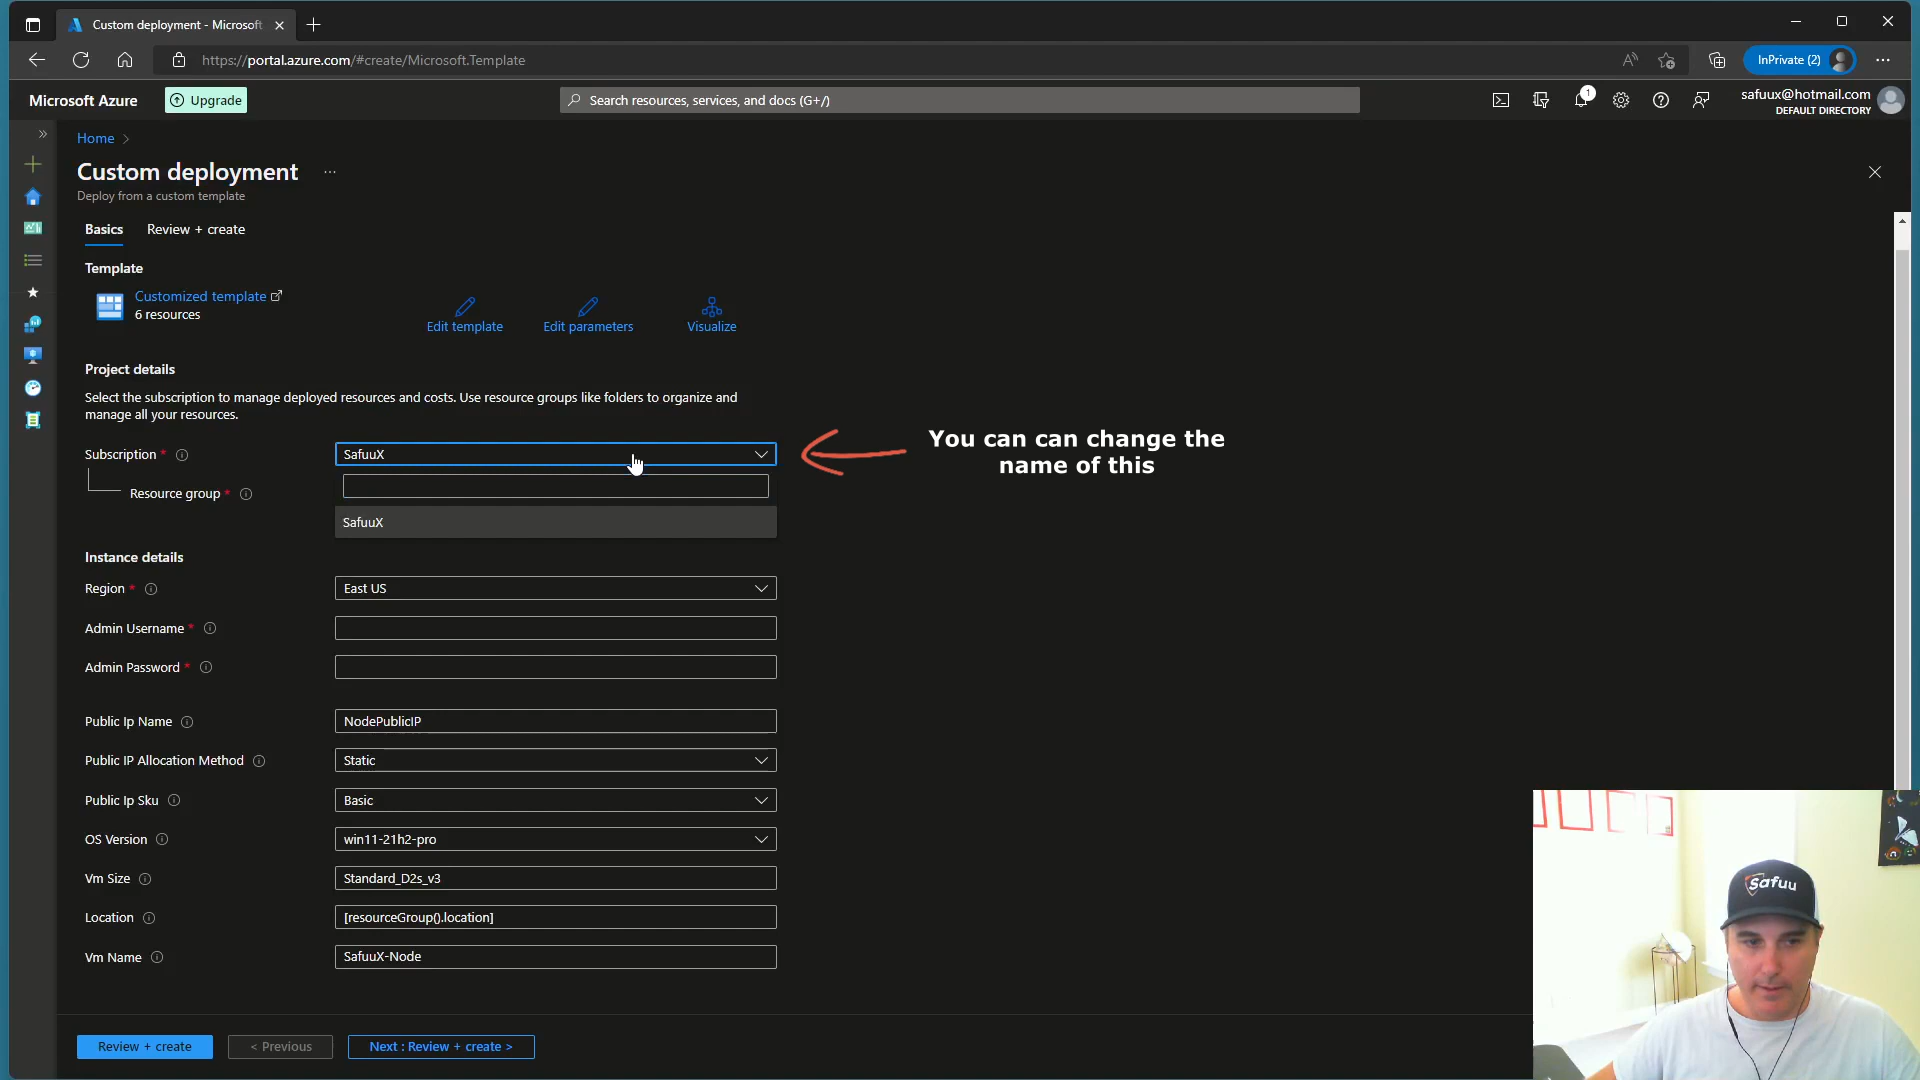 Custom deployment - Microsoft
https://portal.azure.com/#create/Microsoft.Template
InPrivate (2)
Microsoft Azure
Upgrade
Search resources, services, and docs (G+/)
1
safuux@hotmail.com
DEFAULT DIRECTORY
Home >
Custom deployment ...
Deploy from a custom template
Basics
Review + create
Template
Customized template
6 resources
Edit template
Edit parameters
Visualize
Project details
Select the subscription to manage deployed resources and costs. Use resource groups like folders to organize and
manage all your resources.
Subscription *
SafuuX
You can can change the
name of this
Resource group *
SafuuX
Instance details
Region *
East US
Admin Username *
Admin Password *
Public Ip Name
NodePublicIP
Public IP Allocation Method
Static
Public Ip Sku
Basic
OS Version
win11-21h2-pro
Vm Size
Standard_D2s_v3
Location
[resourceGroup().location]
Vm Name
SafuuX-Node
Safuu
Review + create
< Previous
Next : Review + create >